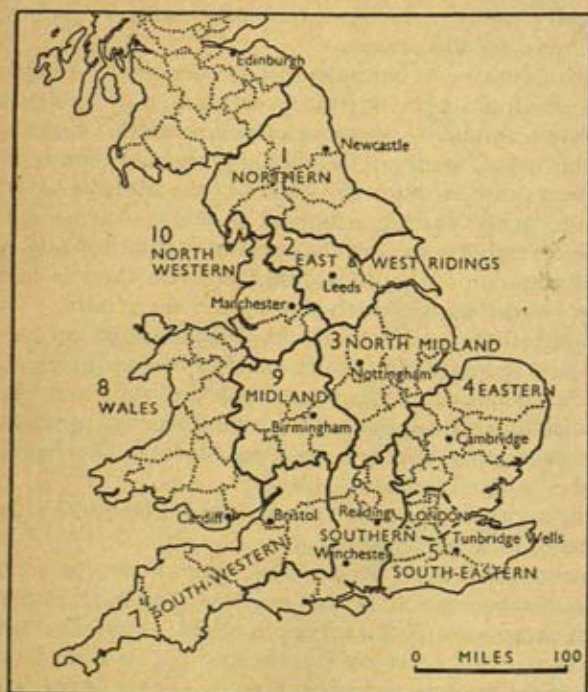 Edinburgh
Newcastle
1
NORTHERN
10
NORTH
WESTERN
2
EAST & WEST RIDINGS
Leeds
Manchester
3
NORTH MIDLAND
Nottingham
9
MIDLAND
Birmingham
8
WALES
4 EASTERN
Cambridge
Cardiff
Bristol
6
Reading
SOUTHERN
Winchester
LONDON
Tunbridge Wells
5
SOUTH-EASTERN
7 SOUTH-WESTERN
0 MILES 100